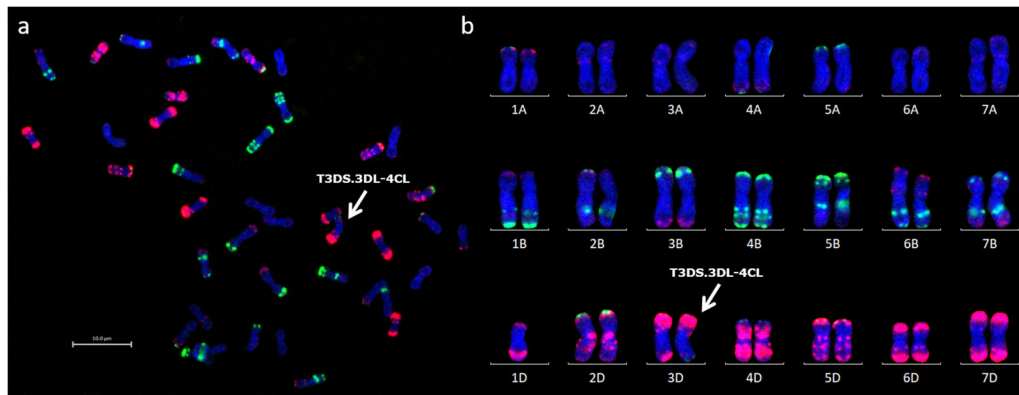 a
T3DS.3DL-4CL
10.0 µm
b
1A 2A 3A 4A 5A 6A 7A
1B 2B 3B 4B 5B 6B 7B
T3DS.3DL-4CL
1D 2D 3D 4D 5D 6D 7D